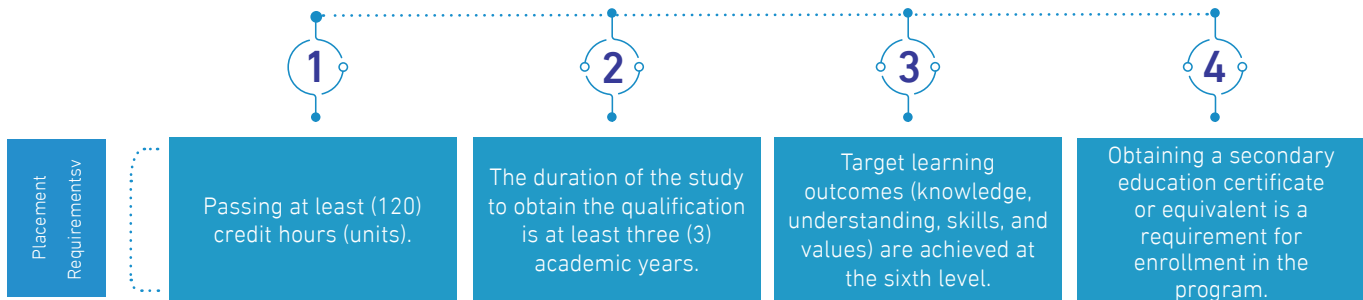 1
2
3
4
Placement
Requirementsv
Passing at least (120)
credit hours (units).
The duration of the study
to obtain the qualification
is at least three (3)
academic years.
Target learning
outcomes (knowledge,
understanding, skills, and
values) are achieved at
the sixth level.
Obtaining a secondary
education certificate
or equivalent is a
requirement for
enrollment in the
program.